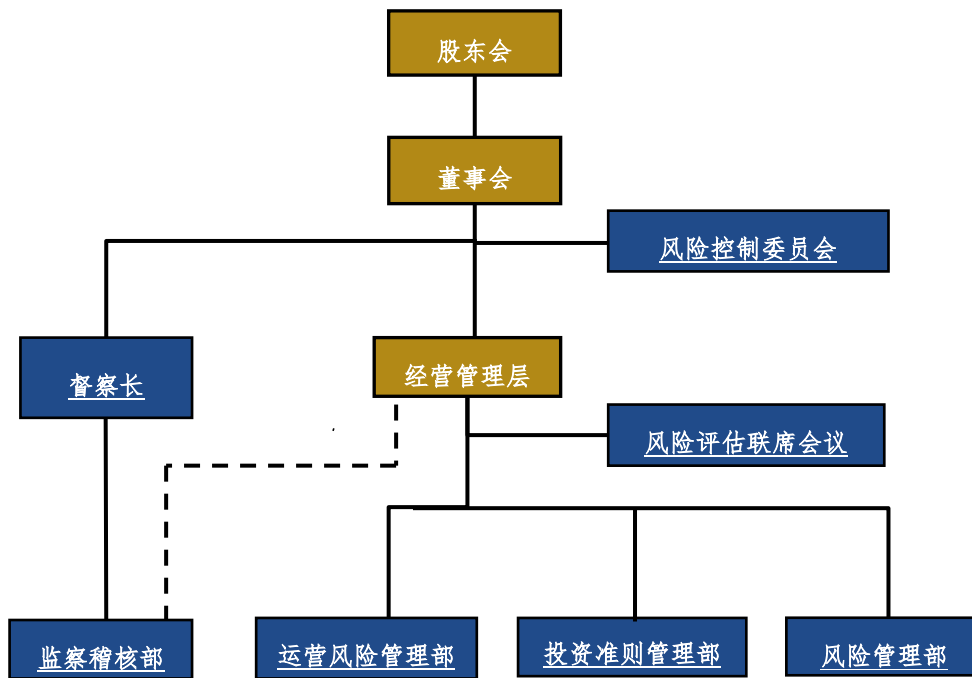 股东会
董事会
风险控制委员会
督察长
经营管理层
风险评估联席会议
监察稽核部
运营风险管理部
投资准则管理部
风险管理部